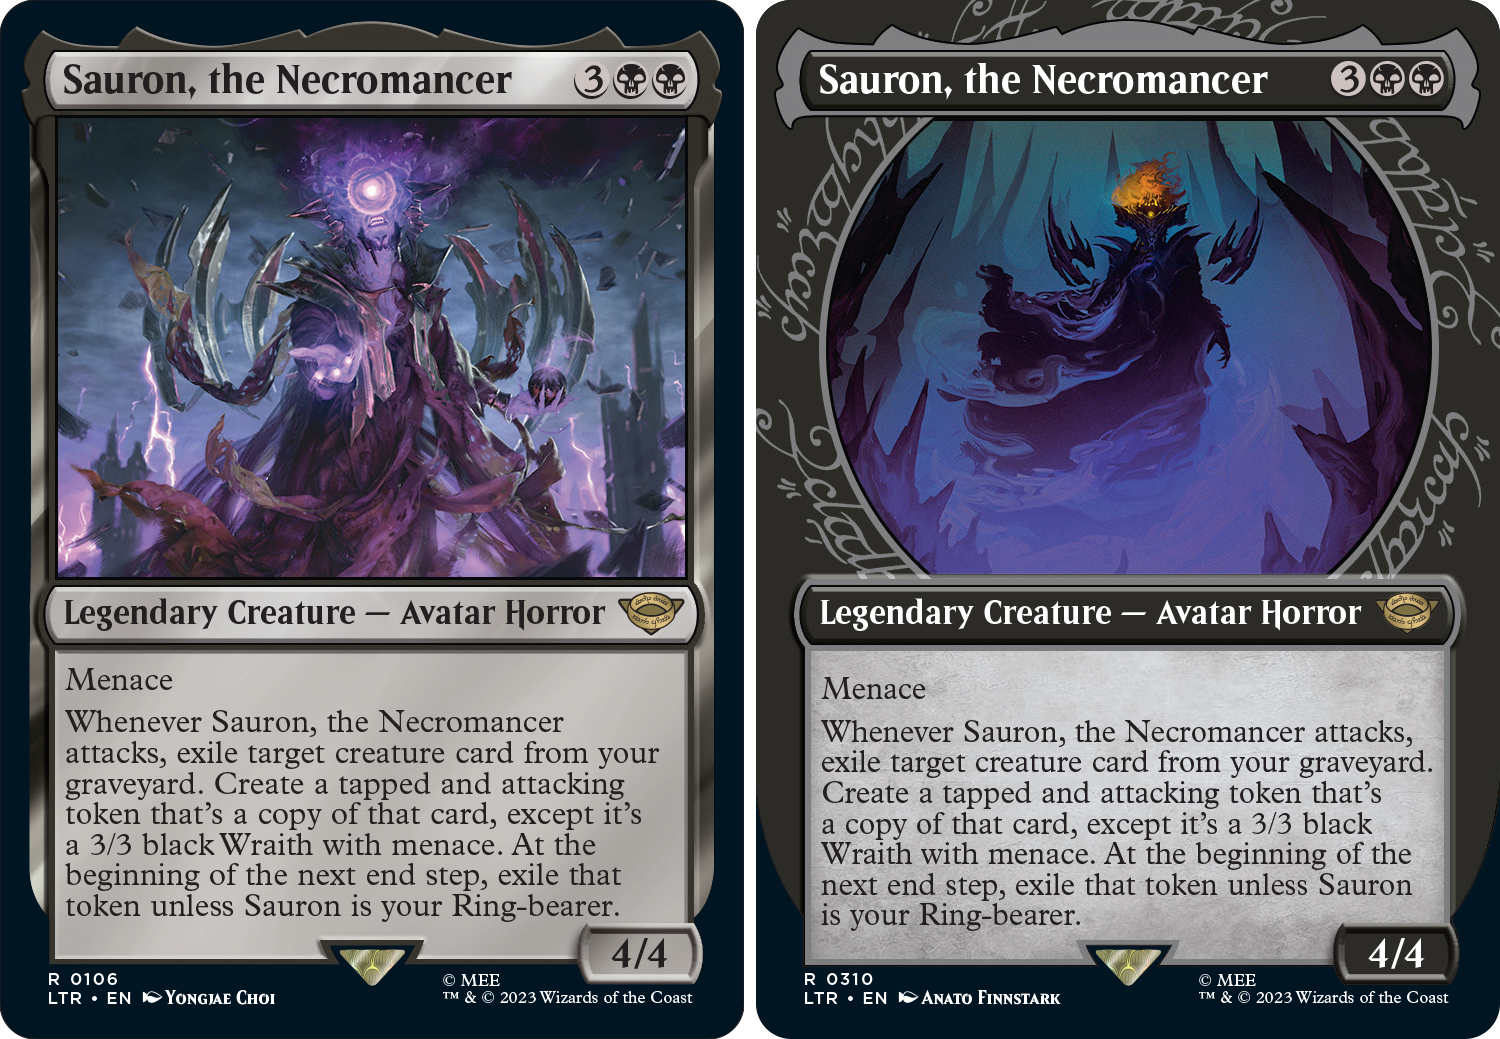 Sauron, the Necromancer 3
Legendary Creature — Avatar Horror
Menace
Whenever Sauron, the Necromancer
attacks, exile target creature card from your
graveyard. Create a tapped and attacking
token that's a copy of that card, except it's
a 3/3 black Wraith with menace. At the
beginning of the next end step, exile that
token unless Sauron is your Ring-bearer.
4/4
R 0106
LTR • EN Yongjae Choi
© MEE
™ & © 2023 Wizards of the Coast
Sauron, the Necromancer 3
Legendary Creature — Avatar Horror
Menace
Whenever Sauron, the Necromancer attacks,
exile target creature card from your graveyard.
Create a tapped and attacking token that's
a copy of that card, except it's a 3/3 black
Wraith with menace. At the beginning of the
next end step, exile that token unless Sauron
is your Ring-bearer.
4/4
R 0310
LTR • EN Anato Finnstark
© MEE
™ & © 2023 Wizards of the Coast